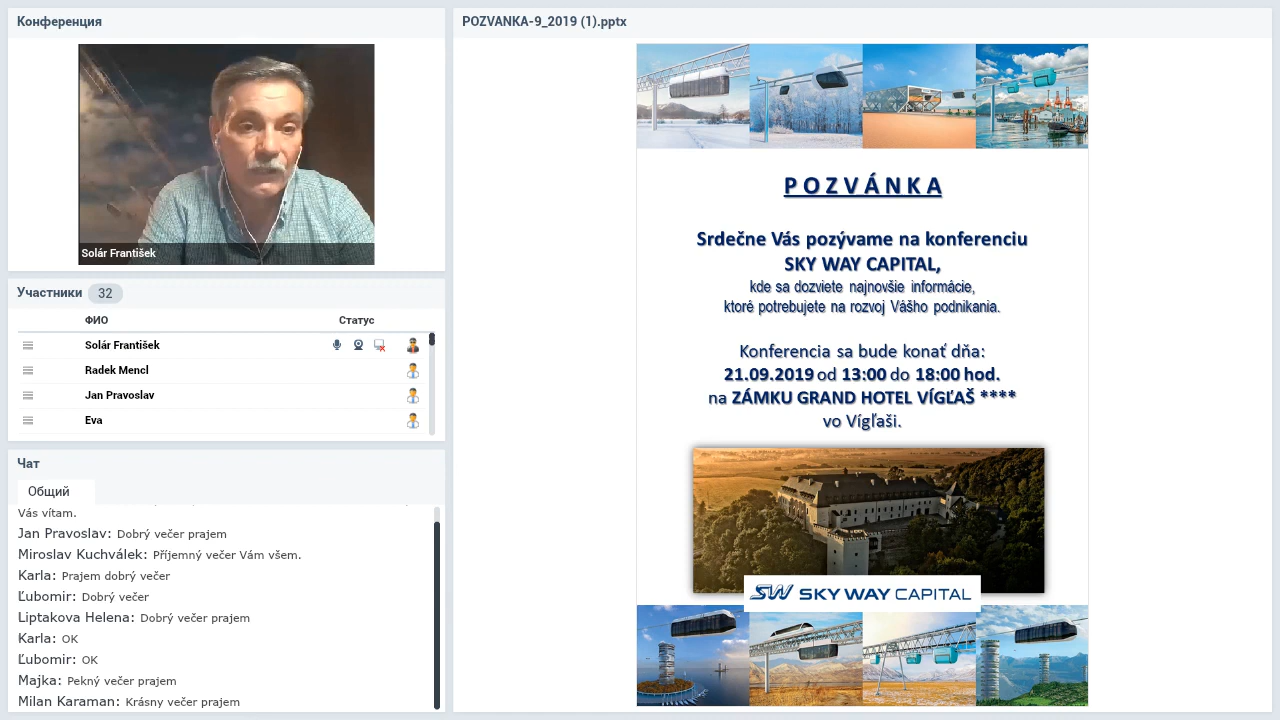 Конференция
Solár František
Участники 32
ФИО Статус
Solár František
Radek Mencl
Jan Pravoslav
Eva
Чат
Общий
Vás vítam.
Jan Pravoslav: Dobrý večer prajem
Miroslav Kuchválek: Příjemný večer Vám všem.
Karla: Prajem dobrý večer
Ľubomír: Dobrý večer
Liptakova Helena: Dobrý večer prajem
Karla: OK
Ľubomir: OK
Majka: Pekný večer prajem
Milan Karaman: Krásný večer prajem
POZVANKA-9_2019 (1).pptx
P O Z V Á N K A
Srdečne Vás pozývame na konferenciu
SKY WAY CAPITAL,
kde sa dozviete najnovšie informácie,
ktoré potrebujete na rozvoj Vášho podnikania.
Konferencia sa bude konať dňa:
21.09.2019 od 13:00 do 18:00 hod.
na ZÁMKU GRAND HOTEL VÍGĽAŠ ****
vo Vígľaši.
SW SKY WAY CAPITAL